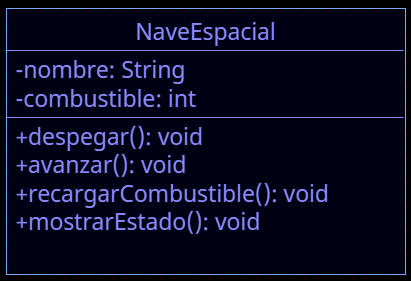 NaveEspacial
-nombre: String
-combustible: int
+despegar(): void
+avanzar(): void
+recargarCombustible(): void
+mostrarEstado(): void